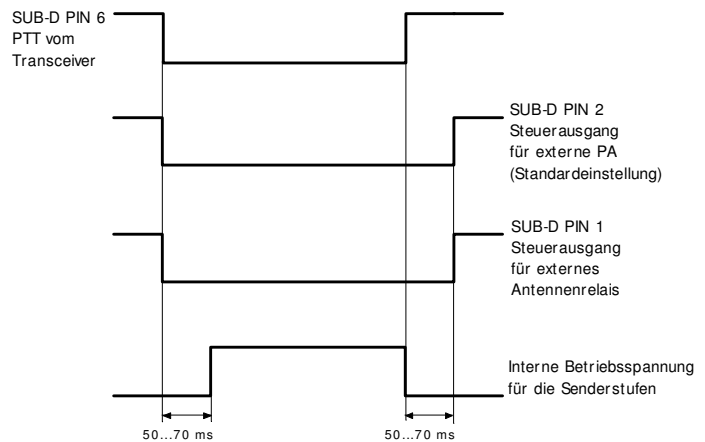 SUB-D PIN 6
PTT vom
Transceiver
SUB-D PIN 2
Steuerausgang
für externe PA
(Standardeinstellung)
SUB-D PIN 1
Steuerausgang
für externes
Antennenrelais
Interne Betriebsspannung
für die Senderstufen
50...70 ms
50...70 ms